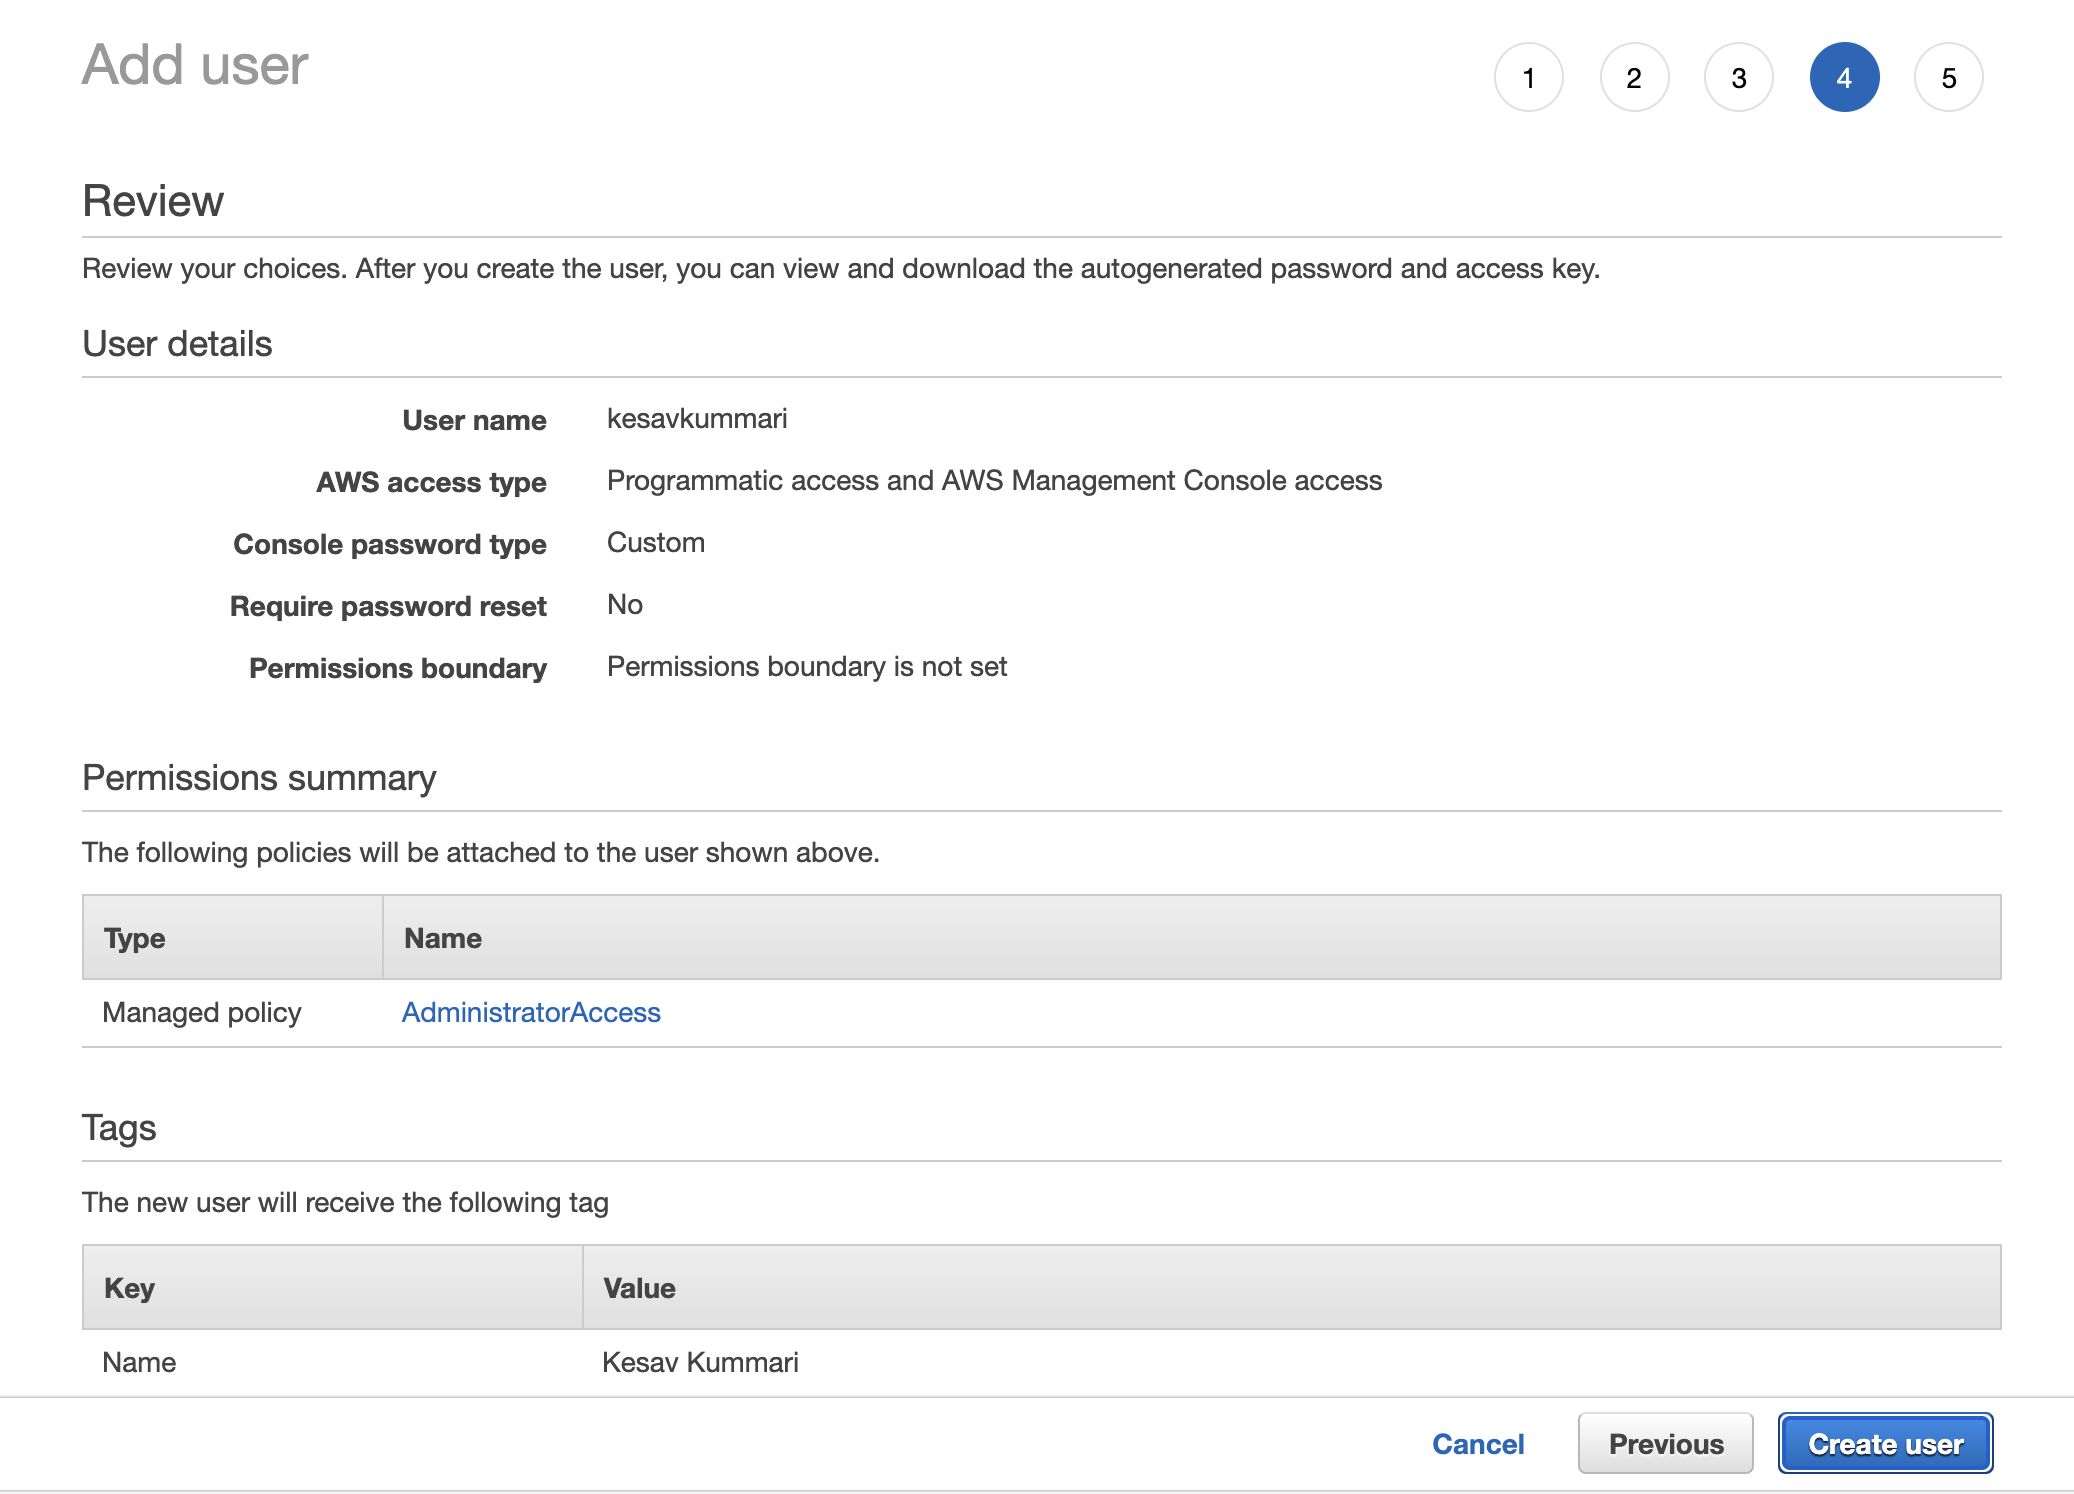 Add user
1 2 3 4 5
Review
Review your choices. After you create the user, you can view and download the autogenerated password and access key.
User details
User name kesavkummari
AWS access type Programmatic access and AWS Management Console access
Console password type Custom
Require password reset No
Permissions boundary Permissions boundary is not set
Permissions summary
The following policies will be attached to the user shown above.
Type Name
Managed policy AdministratorAccess
Tags
The new user will receive the following tag
Key Value
Name Kesav Kummari
Cancel Previous Create user